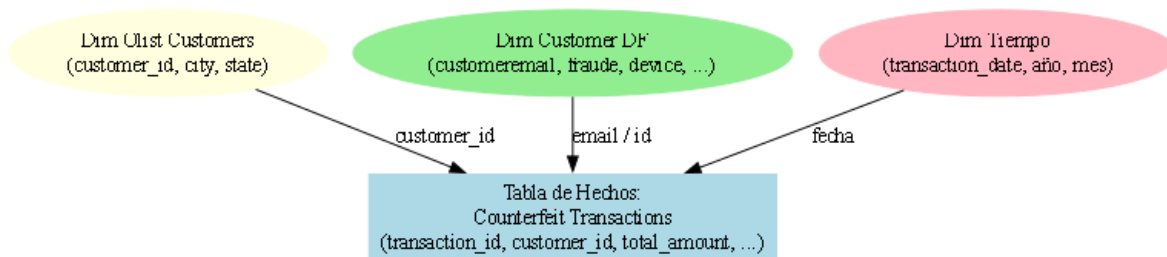 Dim Olist Customers
(customer_id, city, state)
Dim Customer DF
(customeremail, fraude, device, ...)
Dim Tiempo
(transaction_date, año, mes)
customer_id
email / id
fecha
Tabla de Hechos:
Counterfeit Transactions
(transaction_id, customer_id, total_amount, ...)